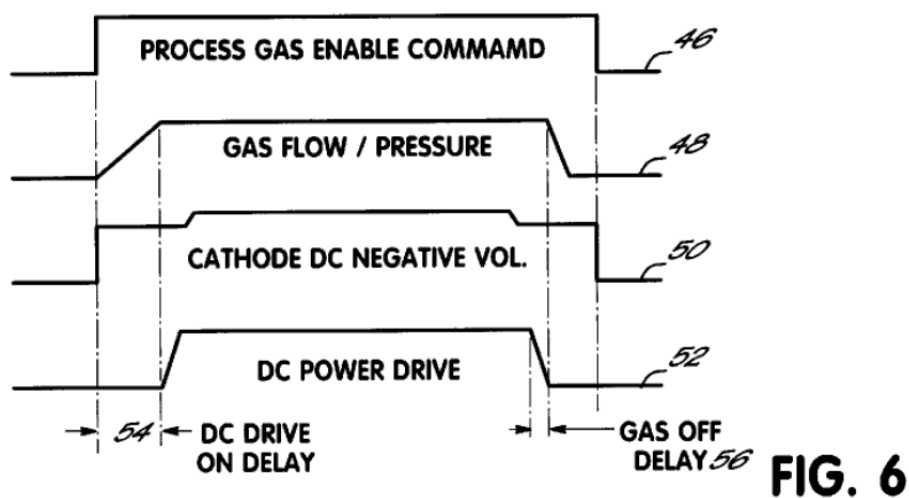 PROCESS GAS ENABLE COMMAMD
46
GAS FLOW / PRESSURE
48
CATHODE DC NEGATIVE VOL.
50
DC POWER DRIVE
52
54
DC DRIVE
ON DELAY
GAS OFF
DELAY 56
FIG. 6